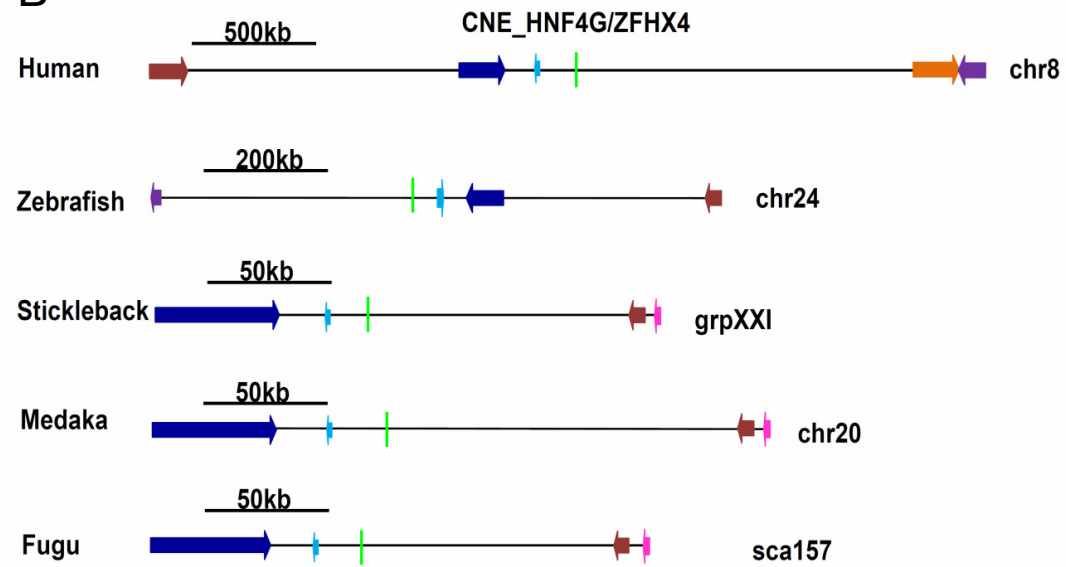 500kb
CNE_HNF4G/ZFHX4
Human
chr8
200kb
Zebrafish
chr24
50kb
Stickleback
grpXXI
50kb
Medaka
chr20
50kb
Fugu
sca157